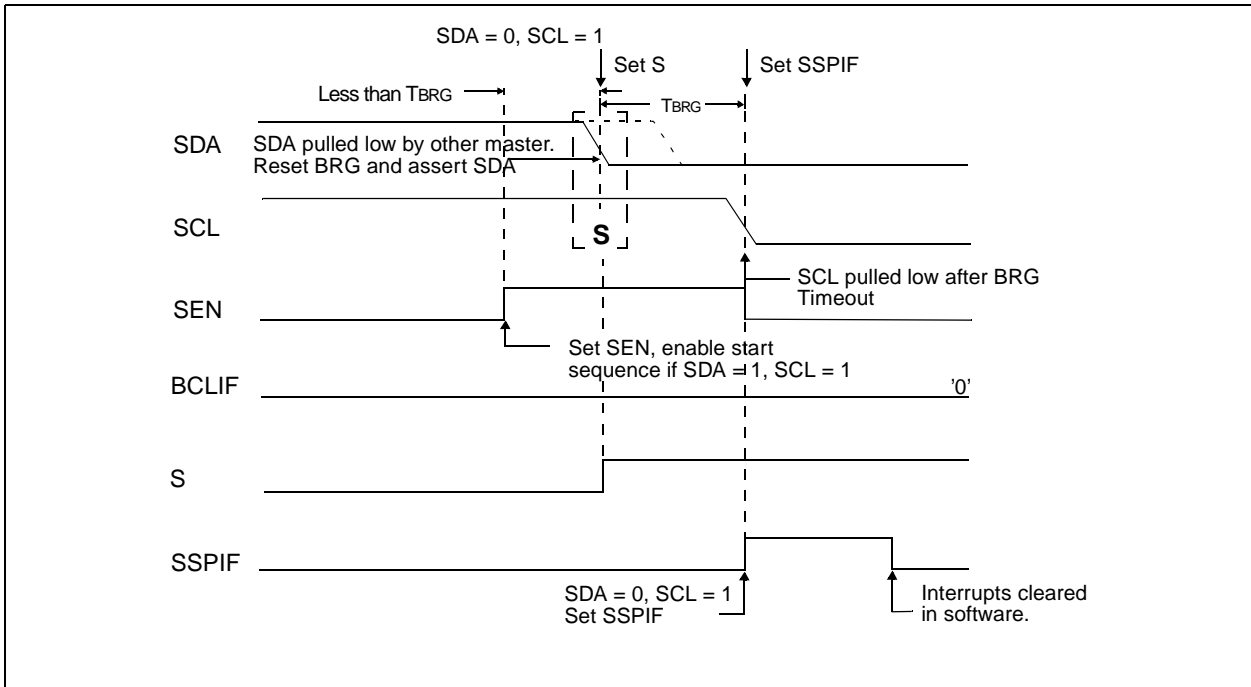 SDA = 0, SCL = 1
Set S
Set SSPIF
Less than TBRG
TBRG
SDA
SDA pulled low by other master.
Reset BRG and assert SDA
SCL
S
SCL pulled low after BRG
Timeout
SEN
Set SEN, enable start
sequence if SDA = 1, SCL = 1
BCLIF
'0'
S
SSPIF
SDA = 0, SCL = 1
Set SSPIF
Interrupts cleared
in software.